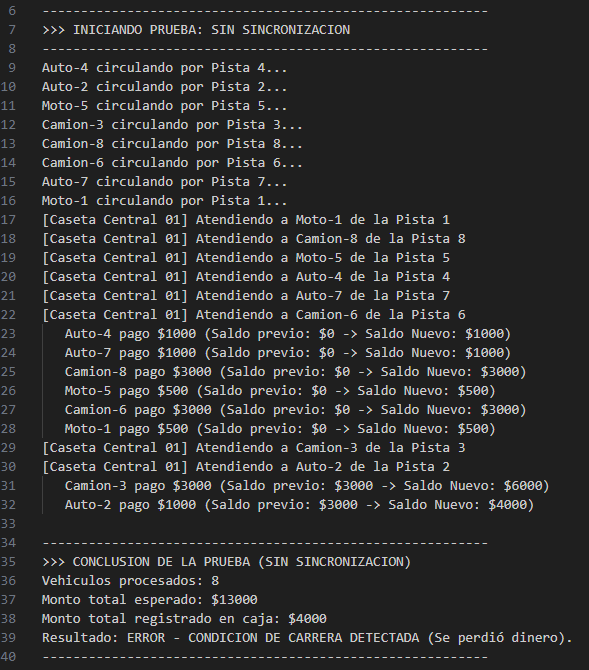 6 ----------------------------------------------------------
7 >>> INICIANDO PRUEBA: SIN SINCRONIZACION
8 ----------------------------------------------------------
9 Auto-4 circulando por Pista 4...
10 Auto-2 circulando por Pista 2...
11 Moto-5 circulando por Pista 5...
12 Camion-3 circulando por Pista 3...
13 Camion-8 circulando por Pista 8...
14 Camion-6 circulando por Pista 6...
15 Auto-7 circulando por Pista 7...
16 Moto-1 circulando por Pista 1...
17 [Caseta Central 01] Atendiendo a Moto-1 de la Pista 1
18 [Caseta Central 01] Atendiendo a Camion-8 de la Pista 8
19 [Caseta Central 01] Atendiendo a Moto-5 de la Pista 5
20 [Caseta Central 01] Atendiendo a Auto-4 de la Pista 4
21 [Caseta Central 01] Atendiendo a Auto-7 de la Pista 7
22 [Caseta Central 01] Atendiendo a Camion-6 de la Pista 6
23 Auto-4 pago $1000 (Saldo previo: $0 -> Saldo Nuevo: $1000)
24 Auto-7 pago $1000 (Saldo previo: $0 -> Saldo Nuevo: $1000)
25 Camion-8 pago $3000 (Saldo previo: $0 -> Saldo Nuevo: $3000)
26 Moto-5 pago $500 (Saldo previo: $0 -> Saldo Nuevo: $500)
27 Camion-6 pago $3000 (Saldo previo: $0 -> Saldo Nuevo: $3000)
28 Moto-1 pago $500 (Saldo previo: $0 -> Saldo Nuevo: $500)
29 [Caseta Central 01] Atendiendo a Camion-3 de la Pista 3
30 [Caseta Central 01] Atendiendo a Auto-2 de la Pista 2
31 Camion-3 pago $3000 (Saldo previo: $3000 -> Saldo Nuevo: $6000)
32 Auto-2 pago $1000 (Saldo previo: $3000 -> Saldo Nuevo: $4000)
33
34 ----------------------------------------------------------
35 >>> CONCLUSION DE LA PRUEBA (SIN SINCRONIZACION)
36 Vehiculos procesados: 8
37 Monto total esperado: $13000
38 Monto total registrado en caja: $4000
39 Resultado: ERROR - CONDICION DE CARRERA DETECTADA (Se perdió dinero).
40 ----------------------------------------------------------